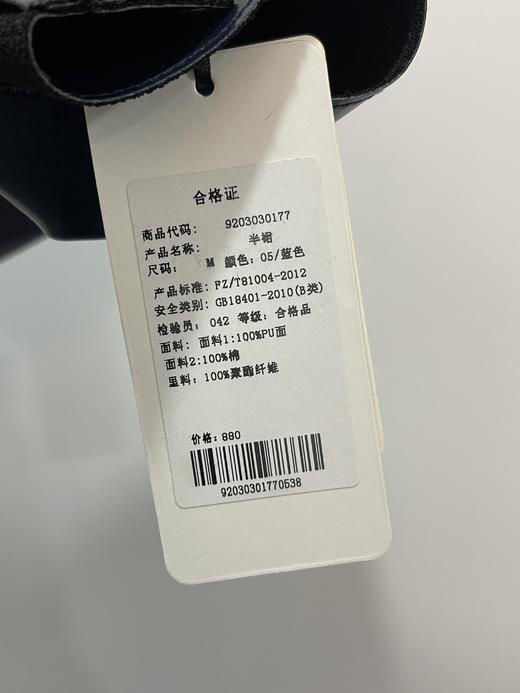 合格证
商品代码: 9203030177
产品名称: 半裙
尺码: M 颜色: 05/蓝色
产品标准: FZ/T81004-2012
安全类别: GB18401-2010(B类)
检验员: 042 等级: 合格品
面料: 面料1:100%PU面
面料2:100%棉
里料: 100%聚酯纤维
价格: 880
92030301770538